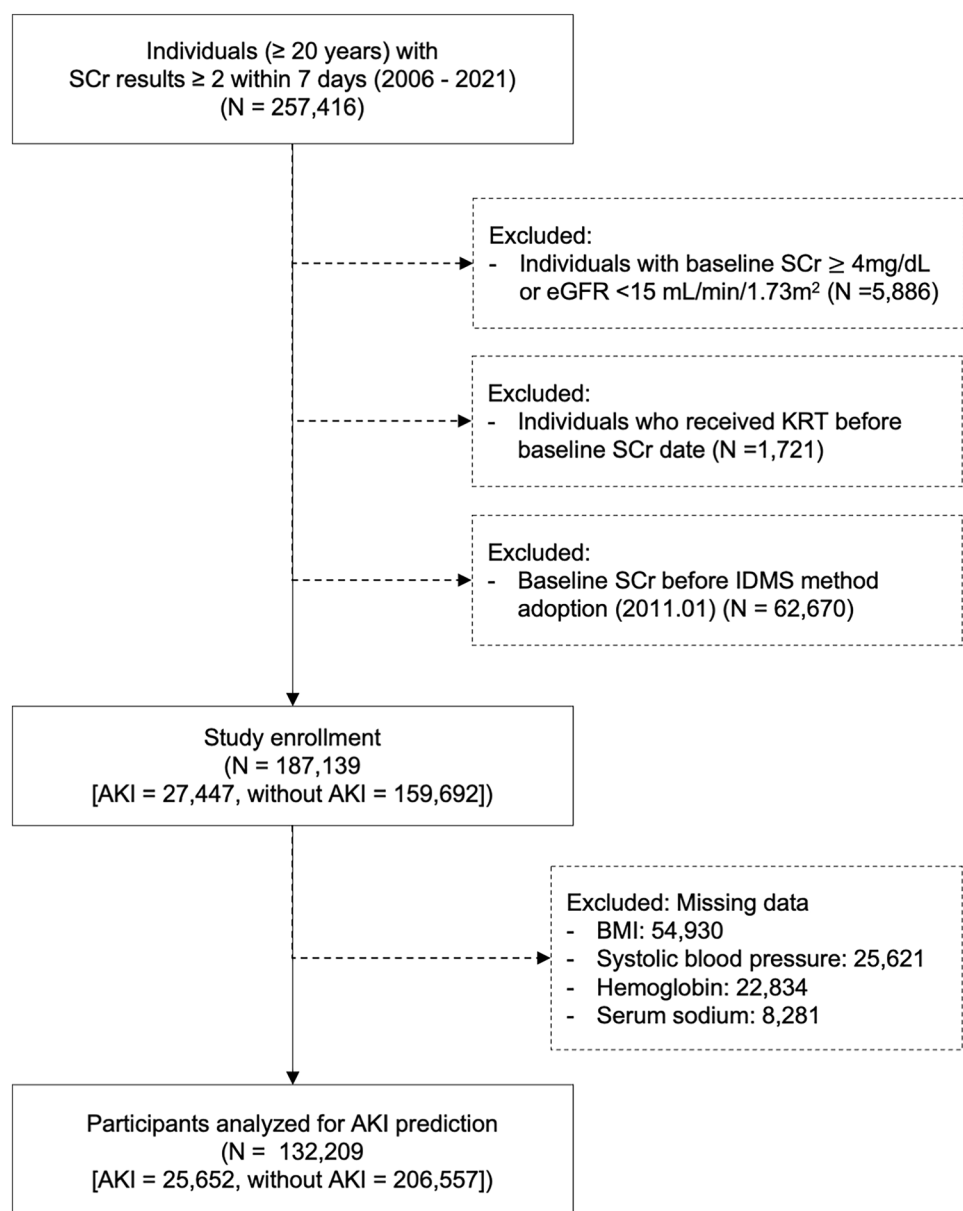 Individuals (≥ 20 years) with
SCr results ≥ 2 within 7 days (2006 - 2021)
(N = 257,416)
Excluded:
- Individuals with baseline SCr ≥ 4mg/dL
or eGFR <15 mL/min/1.73m² (N =5,886)
Excluded:
- Individuals who received KRT before
baseline SCr date (N =1,721)
Excluded:
- Baseline SCr before IDMS method
adoption (2011.01) (N = 62,670)
Study enrollment
(N = 187,139
[AKI = 27,447, without AKI = 159,692])
Excluded: Missing data
- BMI: 54,930
- Systolic blood pressure: 25,621
- Hemoglobin: 22,834
- Serum sodium: 8,281
Participants analyzed for AKI prediction
(N = 132,209
[AKI = 25,652, without AKI = 206,557])